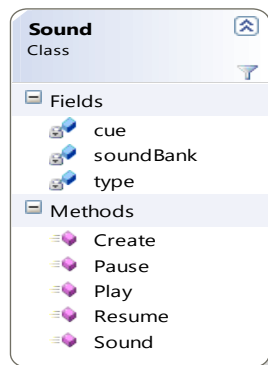 Sound
Class
Fields
cue
soundBank
type
Methods
Create
Pause
Play
Resume
Sound